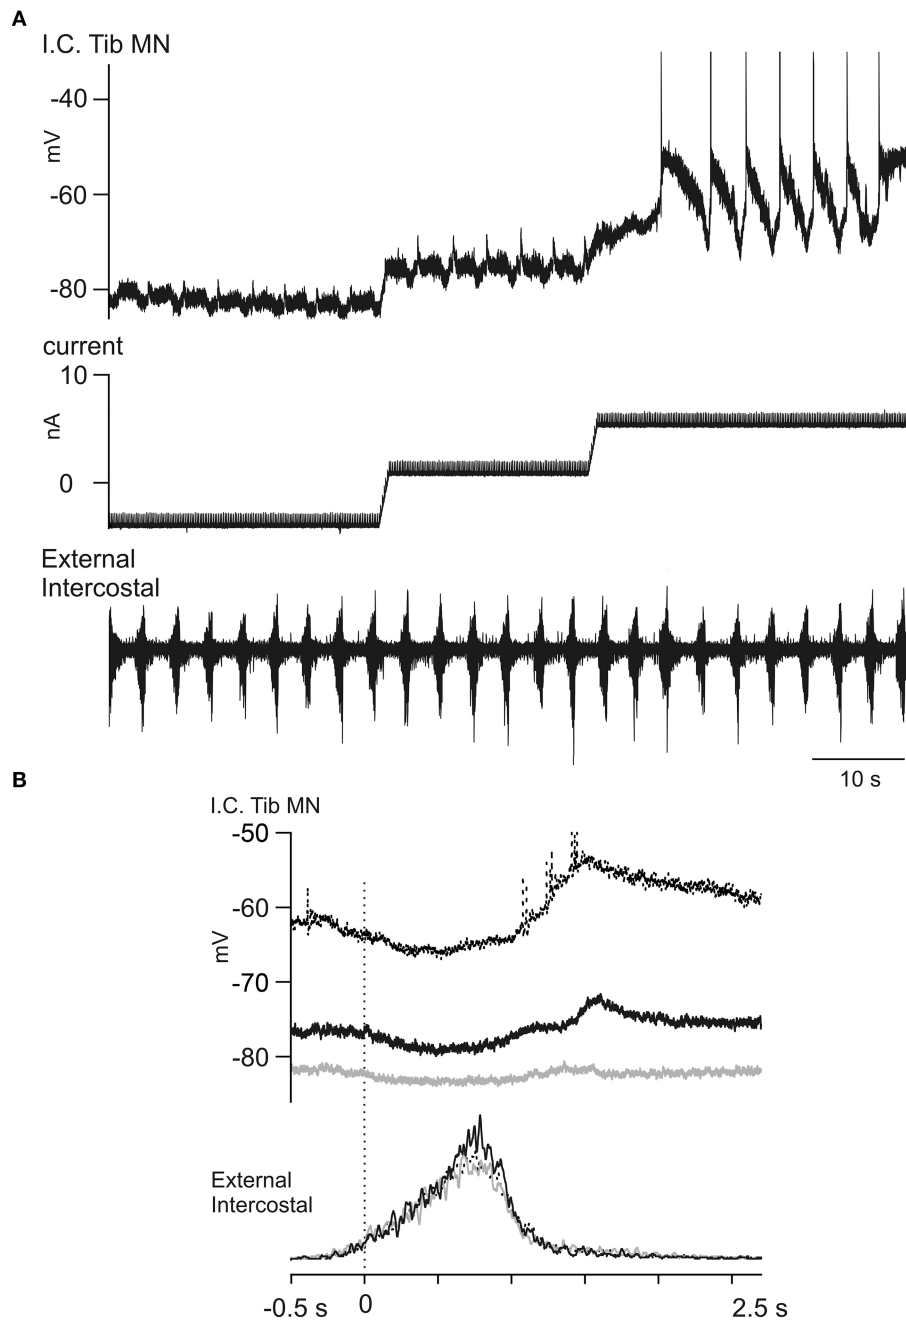 A
I.C. Tib MN
-40
mV
-60
-80
current
10
nA
0
External
Intercostal
10 s
B
I.C. Tib MN
-50
-60
mV
-70
-80
External
Intercostal
-0.5 s
0
2.5 s